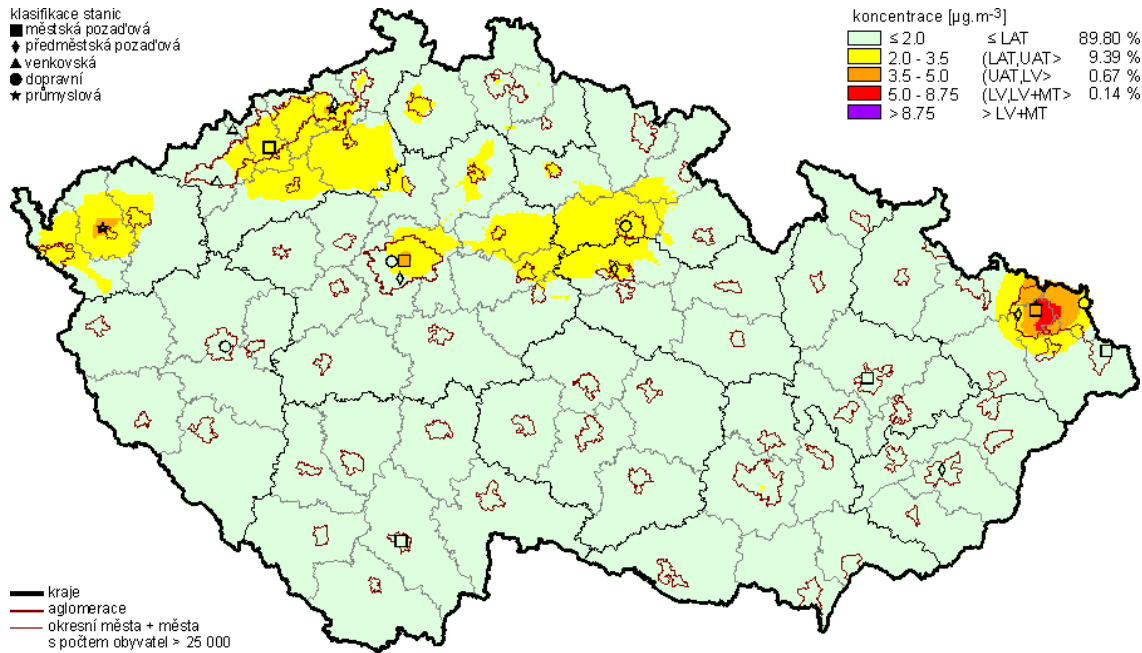 klasifikace stanic
městská pozaďová
předměstská pozaďová
venkovská
dopravní
průmyslová
koncentrace [µg.m-3]
≤ 2.0 ≤ LAT 89.80 %
2.0 - 3.5 (LAT,UAT> 9.39 %
3.5 - 5.0 (UAT,LV> 0.67 %
5.0 - 8.75 (LV,LV+MT> 0.14 %
> 8.75 > LV+MT
kraje
aglomerace
okresní města + města
s počtem obyvatel > 25 000